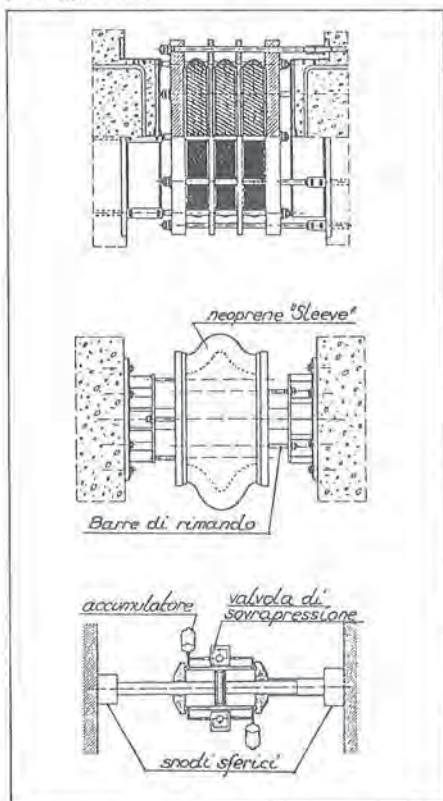 neoprene "Sleeve"
Barre di rimando
accumulatore
valvola di
sovrapressione
snodi sferici